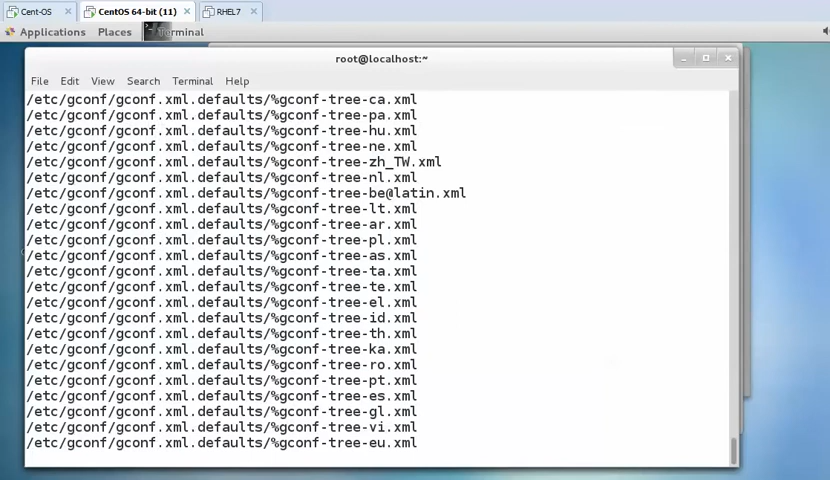 Cent-OS CentOS 64-bit (11) RHEL7
Applications Places Terminal
root@localhost:~
File Edit View Search Terminal Help
/etc/gconf/gconf.xml.defaults/%gconf-tree-ca.xml
/etc/gconf/gconf.xml.defaults/%gconf-tree-pa.xml
/etc/gconf/gconf.xml.defaults/%gconf-tree-hu.xml
/etc/gconf/gconf.xml.defaults/%gconf-tree-ne.xml
/etc/gconf/gconf.xml.defaults/%gconf-tree-zh_TW.xml
/etc/gconf/gconf.xml.defaults/%gconf-tree-nl.xml
/etc/gconf/gconf.xml.defaults/%gconf-tree-be@latin.xml
/etc/gconf/gconf.xml.defaults/%gconf-tree-lt.xml
/etc/gconf/gconf.xml.defaults/%gconf-tree-ar.xml
/etc/gconf/gconf.xml.defaults/%gconf-tree-pl.xml
/etc/gconf/gconf.xml.defaults/%gconf-tree-as.xml
/etc/gconf/gconf.xml.defaults/%gconf-tree-ta.xml
/etc/gconf/gconf.xml.defaults/%gconf-tree-te.xml
/etc/gconf/gconf.xml.defaults/%gconf-tree-el.xml
/etc/gconf/gconf.xml.defaults/%gconf-tree-id.xml
/etc/gconf/gconf.xml.defaults/%gconf-tree-th.xml
/etc/gconf/gconf.xml.defaults/%gconf-tree-ka.xml
/etc/gconf/gconf.xml.defaults/%gconf-tree-ro.xml
/etc/gconf/gconf.xml.defaults/%gconf-tree-pt.xml
/etc/gconf/gconf.xml.defaults/%gconf-tree-es.xml
/etc/gconf/gconf.xml.defaults/%gconf-tree-gl.xml
/etc/gconf/gconf.xml.defaults/%gconf-tree-vi.xml
/etc/gconf/gconf.xml.defaults/%gconf-tree-eu.xml